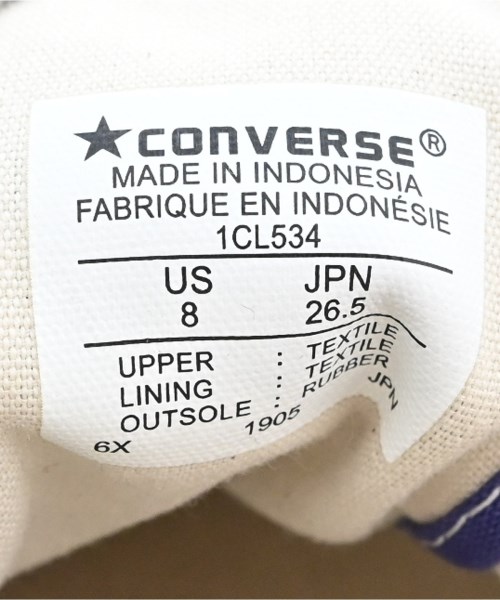 ★CONVERSE®
MADE IN INDONESIA
FABRIQUE EN INDONÉSIE
1CL534
US JPN
8 26.5
UPPER : TEXTILE
LINING : TEXTILE
OUTSOLE : RUBBER
6X 1905 JPN